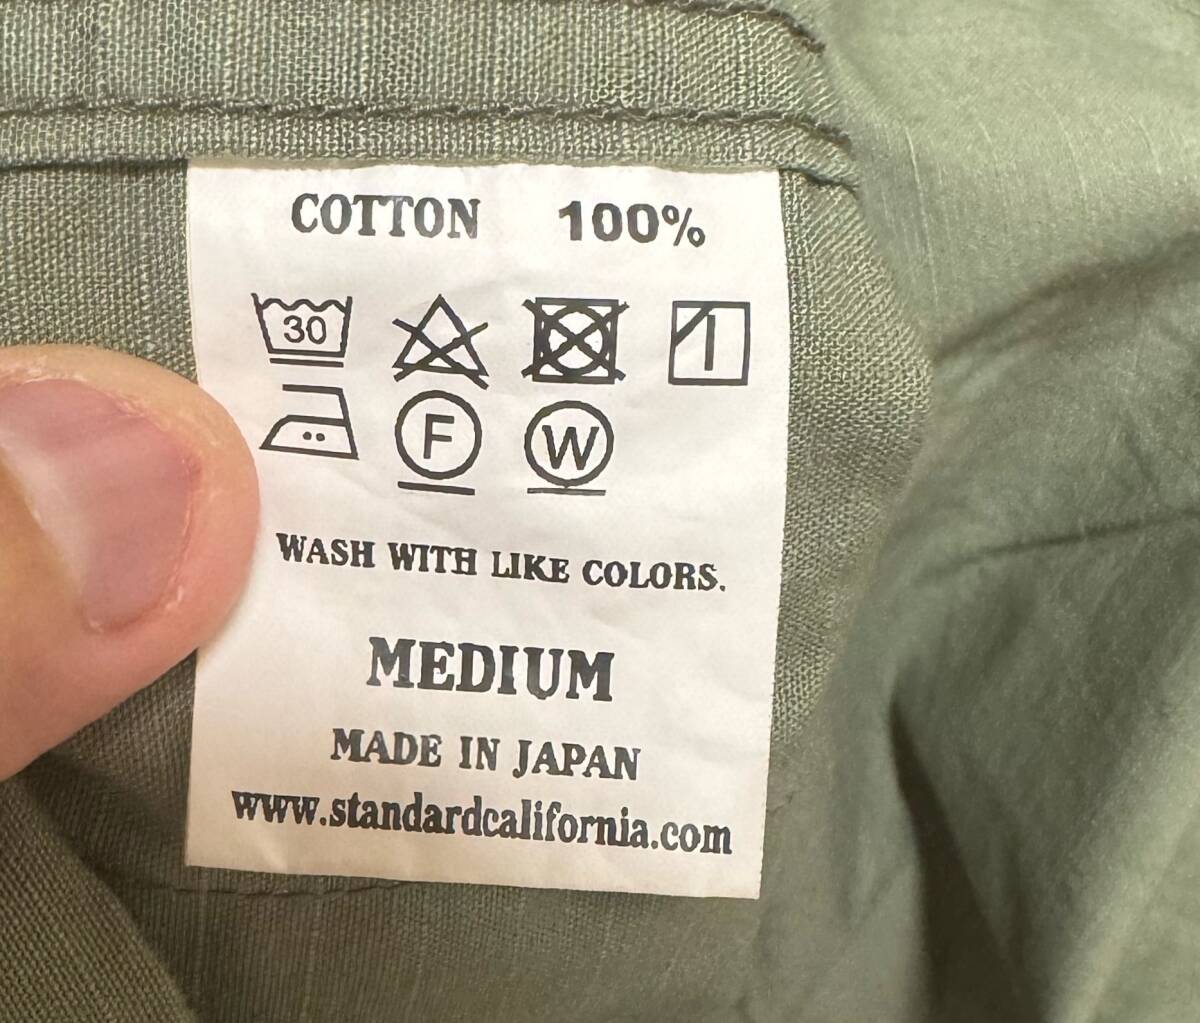 COTTON 100%
30
F W
WASH WITH LIKE COLORS.
MEDIUM
MADE IN JAPAN
www.standardcalifornia.com